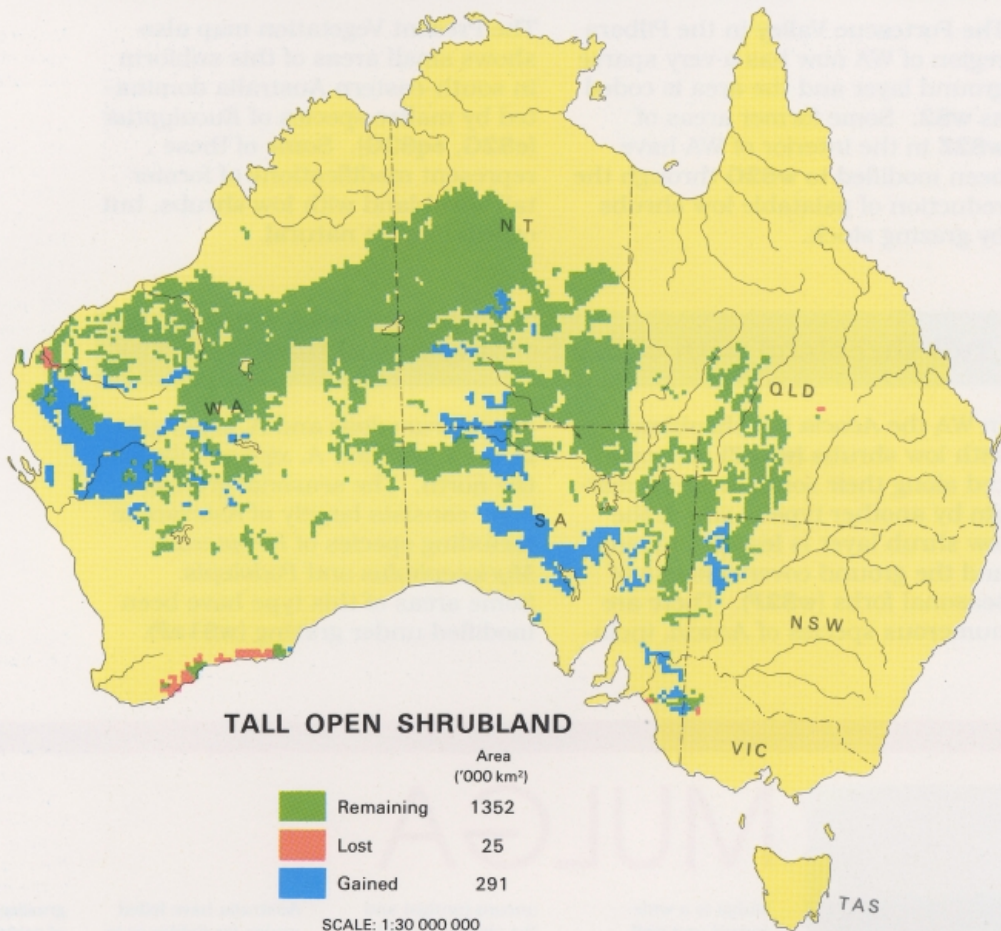 NT
WA
QLD
SA
NSW
VIC
TAS
TALL OPEN SHRUBLAND
Area
('000 km²)
Remaining 1352
Lost 25
Gained 291
SCALE: 1:30 000 000